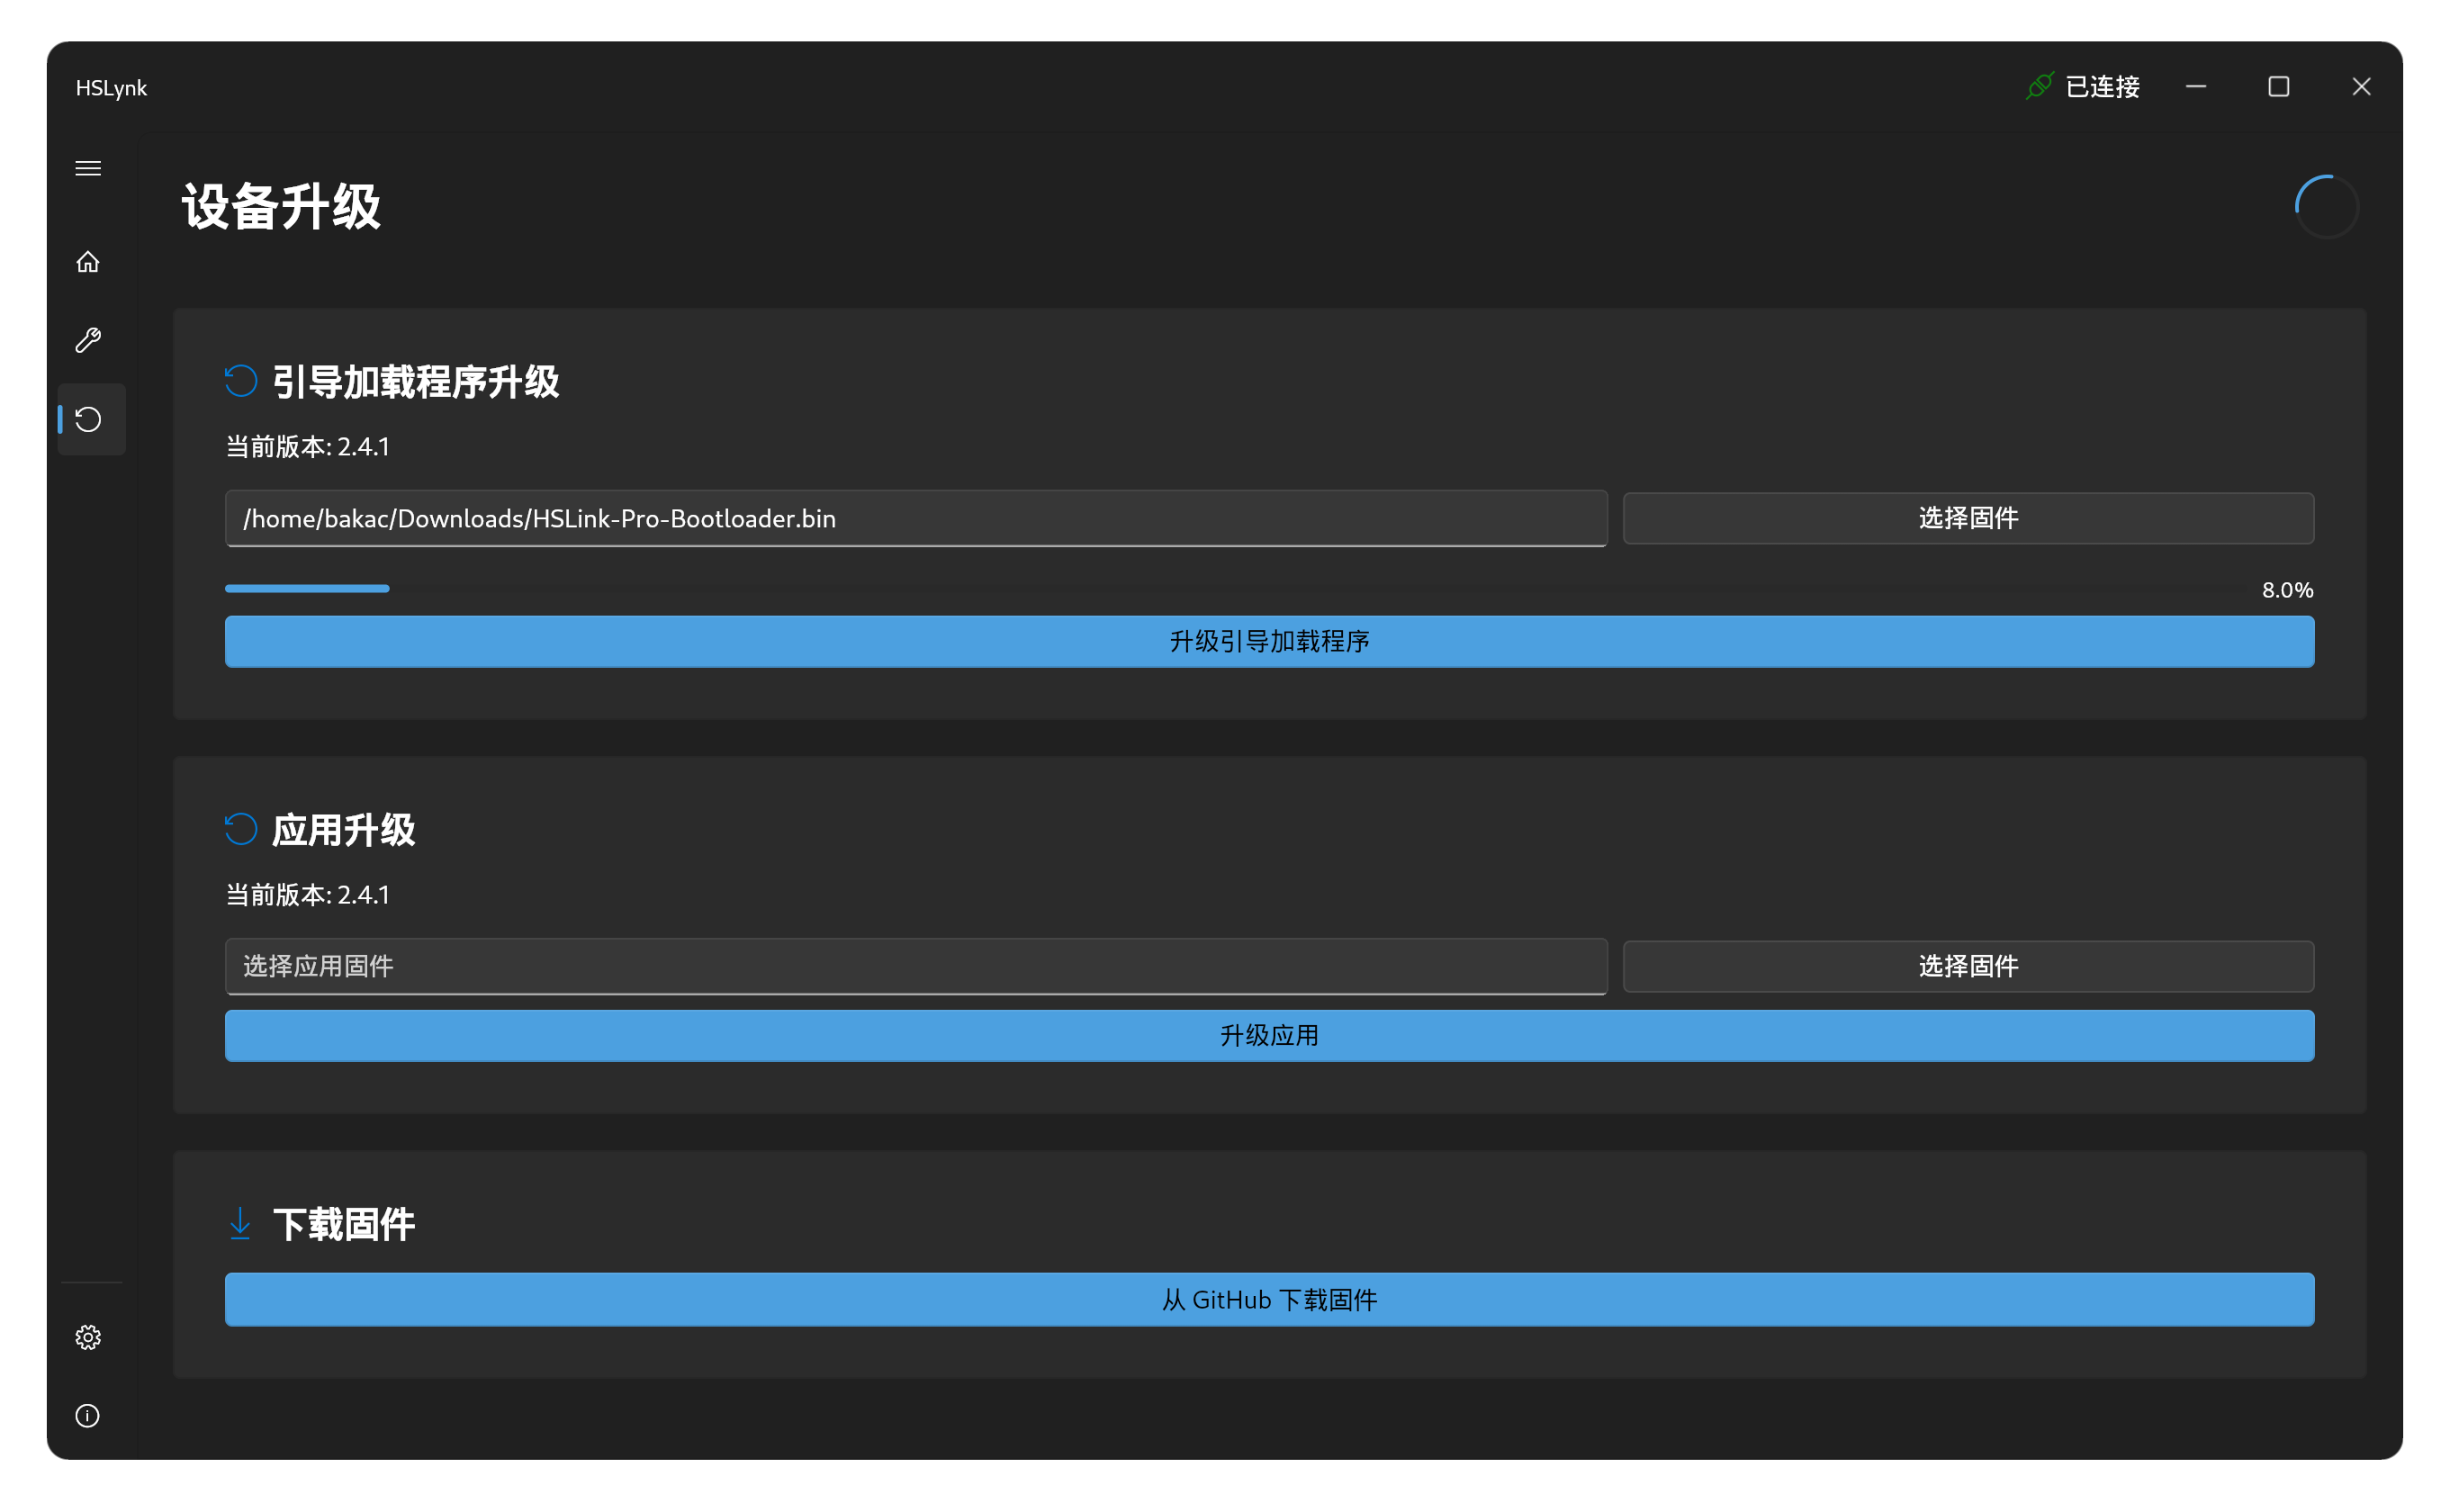 HSLynk
已连接
设备升级
引导加载程序升级
当前版本: 2.4.1
/home/bakac/Downloads/HSLink-Pro-Bootloader.bin
选择固件
8.0%
升级引导加载程序
应用升级
当前版本: 2.4.1
选择应用固件
选择固件
升级应用
下载固件
从 GitHub 下载固件